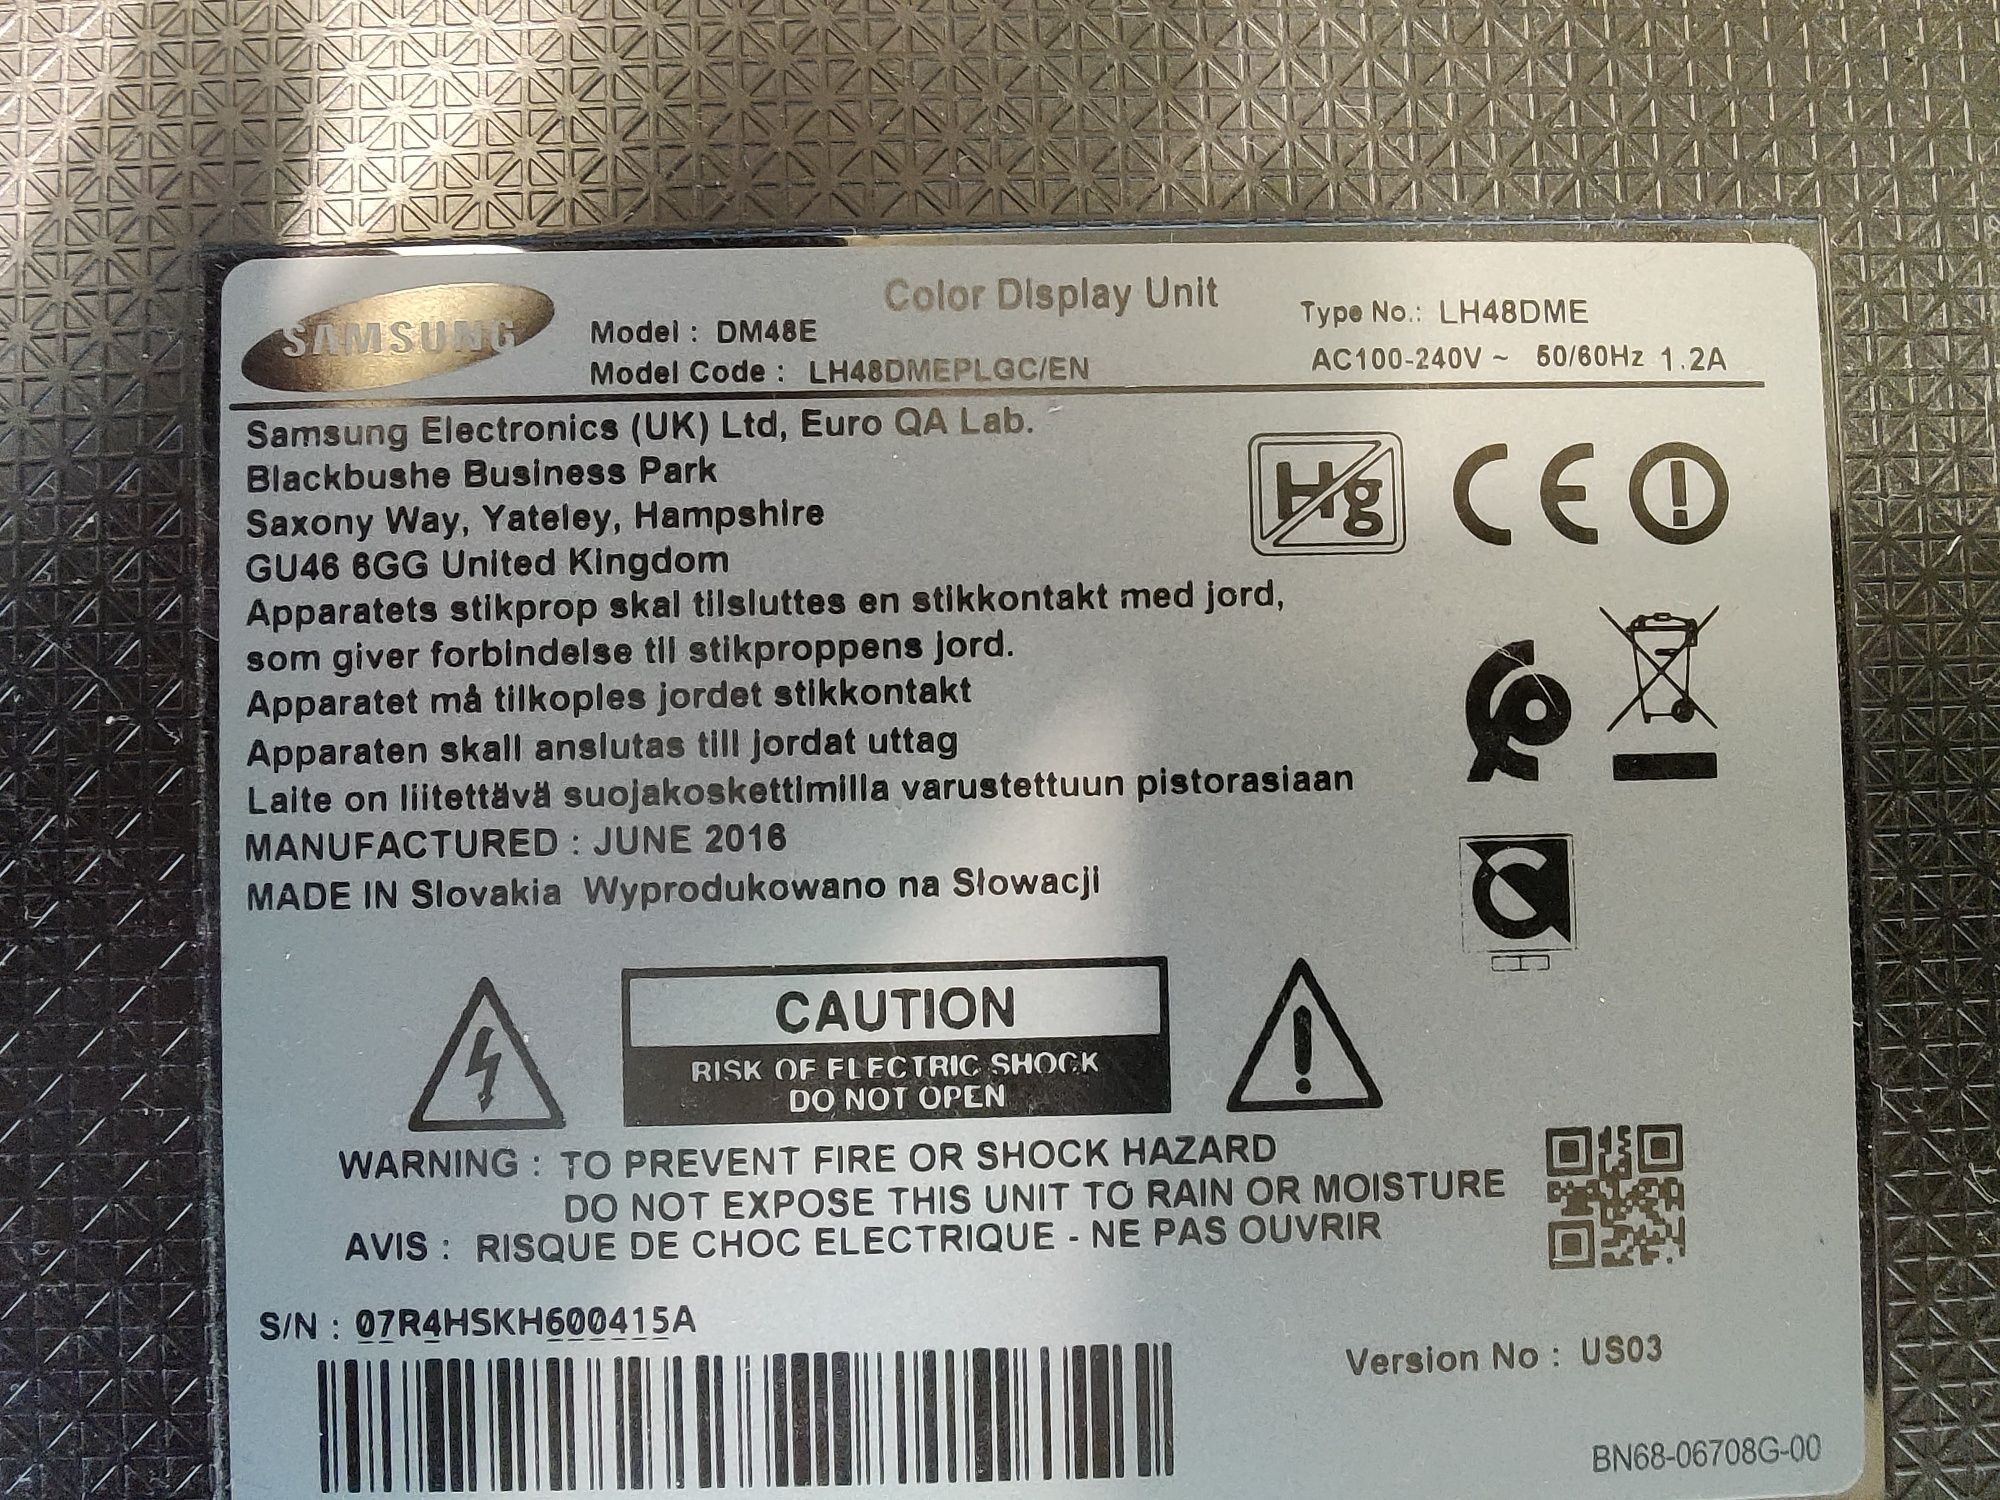 SAMSUNG
Color Display Unit
Model : DM48E
Type No.: LH48DME
Model Code : LH48DMEPLGC/EN
AC100-240V ~ 50/60Hz 1.2A
Samsung Electronics (UK) Ltd, Euro QA Lab.
Blackbushe Business Park
Saxony Way, Yateley, Hampshire
GU46 6GG United Kingdom
Hg
CE
Apparatets stikprop skal tilsluttes en stikkontakt med jord,
som giver forbindelse til stikproppens jord.
Apparatet må tilkoples jordet stikkontakt
Apparaten skall anslutas till jordat uttag
Laite on liitettävä suojakoskettimilla varustettuun pistorasiaan
MANUFACTURED : JUNE 2016
MADE IN Slovakia Wyprodukowano na Słowacji
CAUTION
RISK OF ELECTRIC SHOCK
DO NOT OPEN
WARNING : TO PREVENT FIRE OR SHOCK HAZARD
DO NOT EXPOSE THIS UNIT TO RAIN OR MOISTURE
AVIS : RISQUE DE CHOC ELECTRIQUE - NE PAS OUVRIR
S/N : 07R4HSKH600415A
Version No : US03
BN68-06708G-00